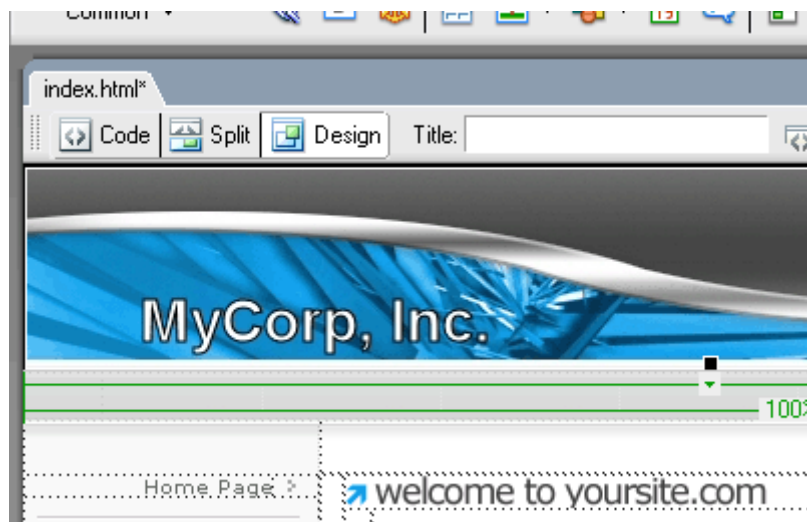 Common
index.html*
Code Split Design Title:
MyCorp, Inc.
100%
Home Page >
welcome to yoursite.com